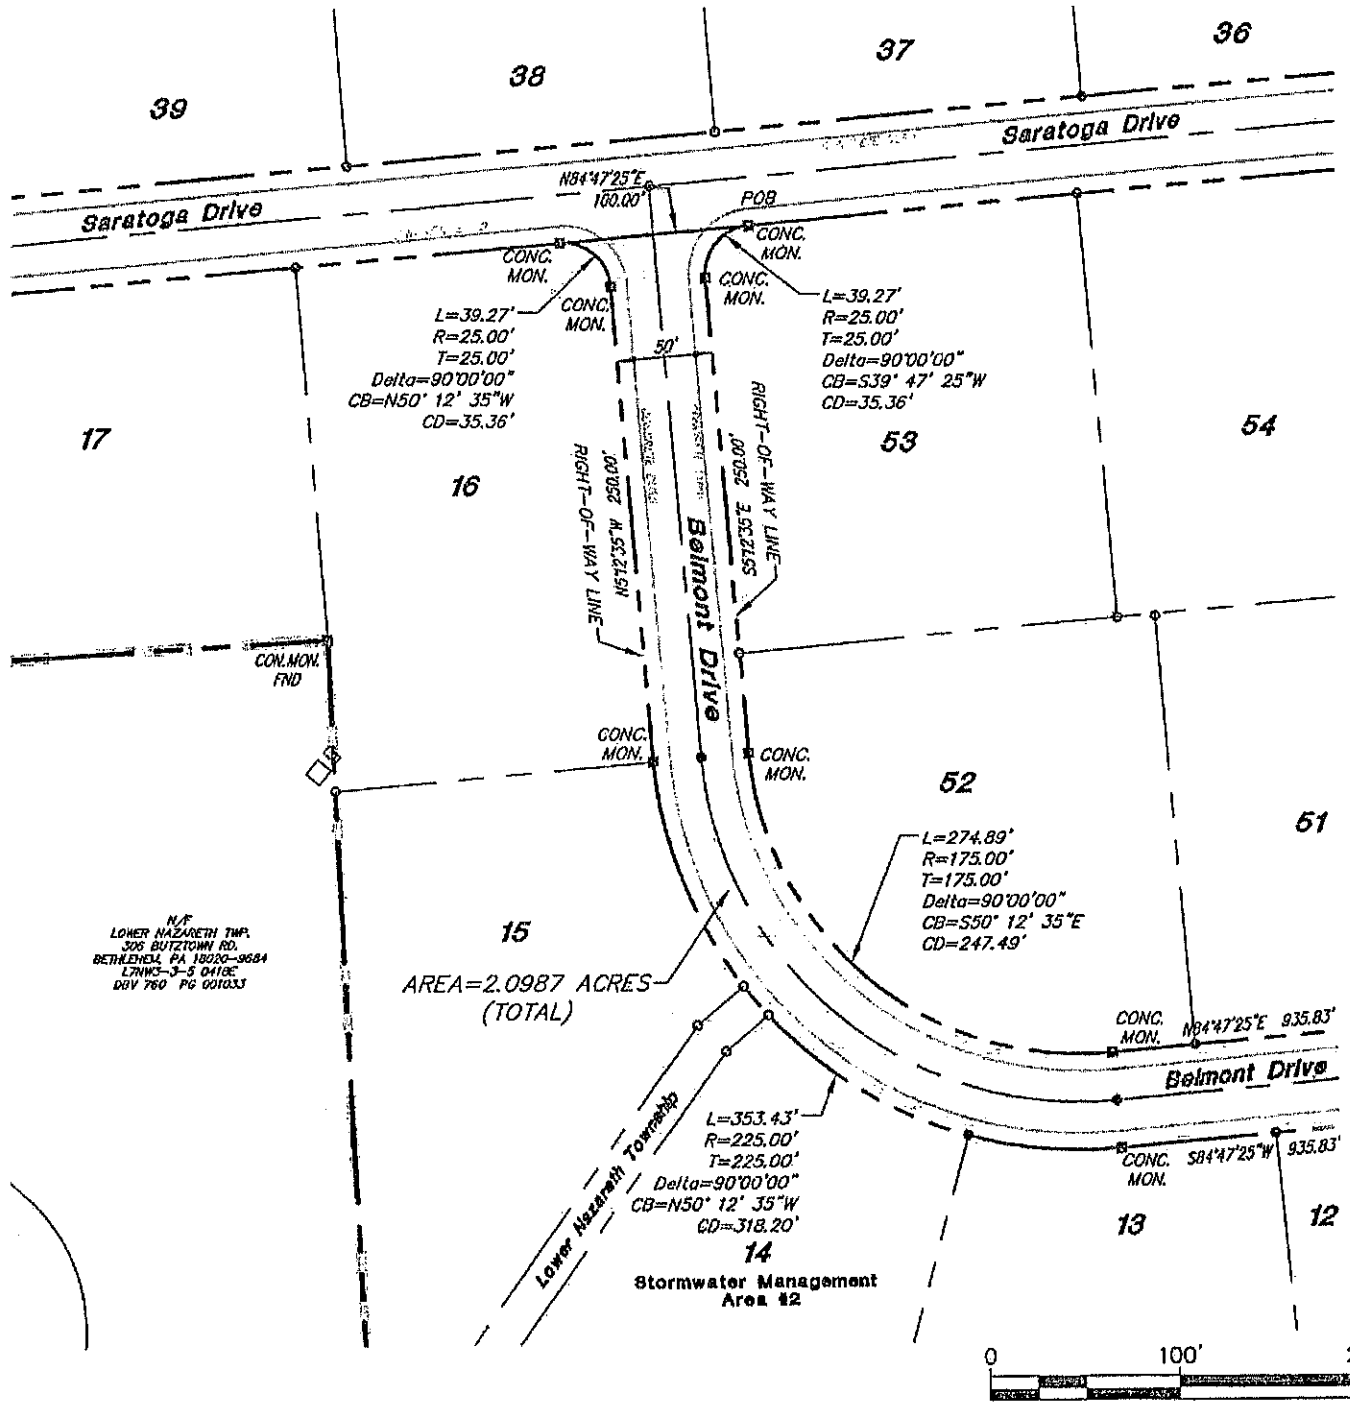 36
37
38
39
Saratoga Drive
N84°47'25"E
100.00'
POB
Saratoga Drive
CONC.
MON.
CONC.
MON.
CONC.
MON.
CONC.
MON.
L=39.27'
R=25.00'
T=25.00'
Delta=90°00'00"
CB=N50° 12' 35"W
CD=35.36'
L=39.27'
R=25.00'
T=25.00'
Delta=90°00'00"
CB=S39° 47' 25"W
CD=35.36'
50'
17
16
53
54
N5°12'35"W 250.00'
RIGHT-OF-WAY LINE
RIGHT-OF-WAY LINE
S5°12'35"E 250.00'
Belmont Drive
CON.MON.
FND
CONC.
MON.
CONC.
MON.
52
51
L=274.89'
R=175.00'
T=175.00'
Delta=90°00'00"
CB=S50° 12' 35"E
CD=247.49'
N/F
LOWER NAZARETH TWP.
306 BUTZTOWN RD.
BETHLEHEM, PA 18020-9684
L7NW3-3-5 0418E
DBV 760 PG 001033
15
AREA=2.0987 ACRES
(TOTAL)
CONC.
MON.
N84°47'25"E 935.83'
Belmont Drive
Lower Nazareth Township
L=353.43'
R=225.00'
T=225.00'
Delta=90°00'00"
CB=N50° 12' 35"W
CD=318.20'
CONC.
MON.
S84°47'25"W 935.83'
14
Stormwater Management
Area #2
13
12
0 100'